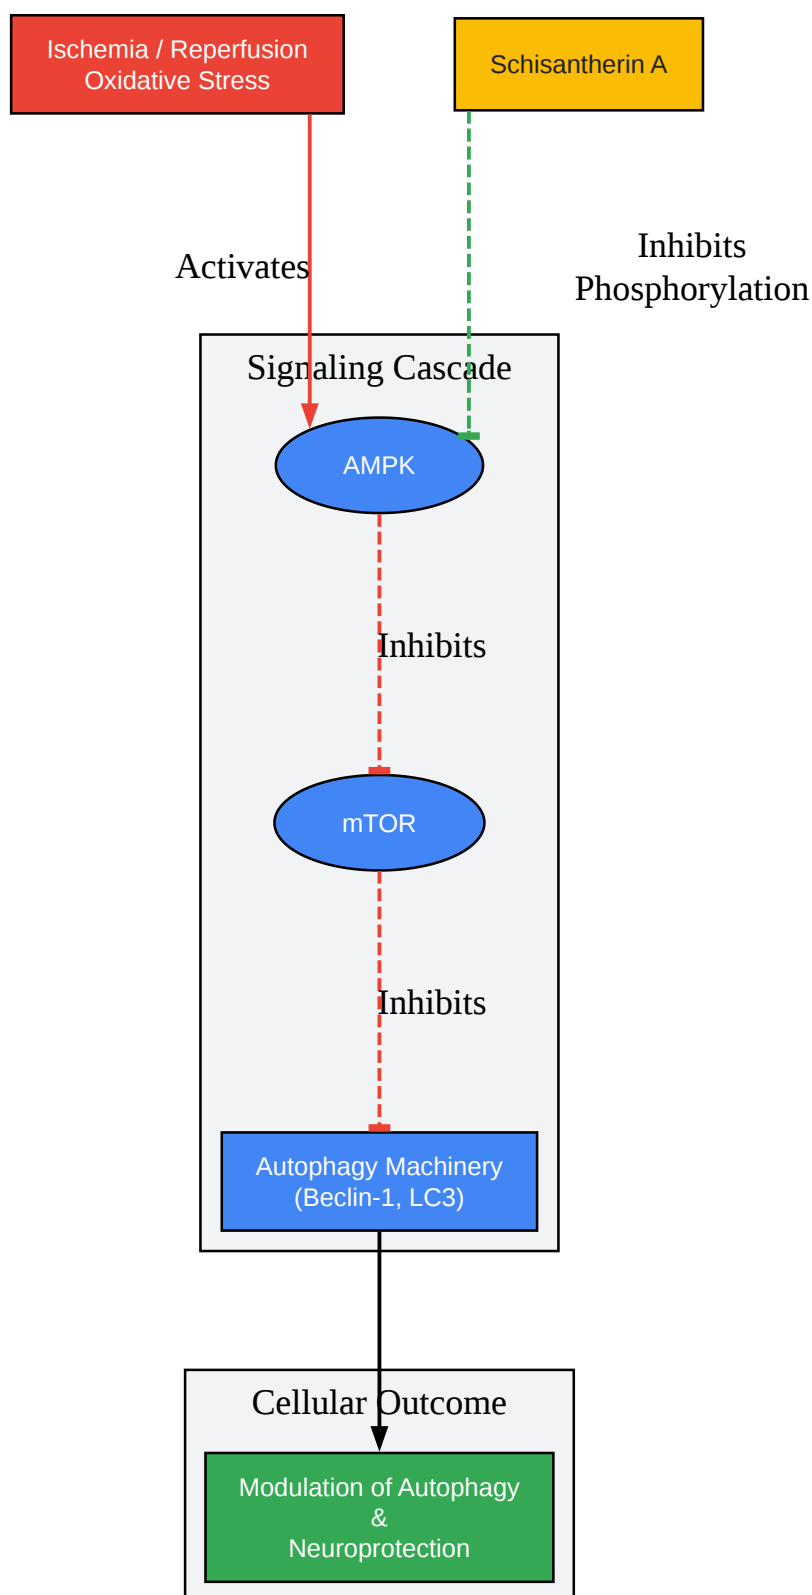 Ischemia / Reperfusion
Oxidative Stress
Schisantherin A
Activates
Inhibits
Phosphorylation
Signaling Cascade
AMPK
Inhibits
mTOR
Inhibits
Autophagy Machinery
(Beclin-1, LC3)
Cellular Outcome
Modulation of Autophagy
&
Neuroprotection